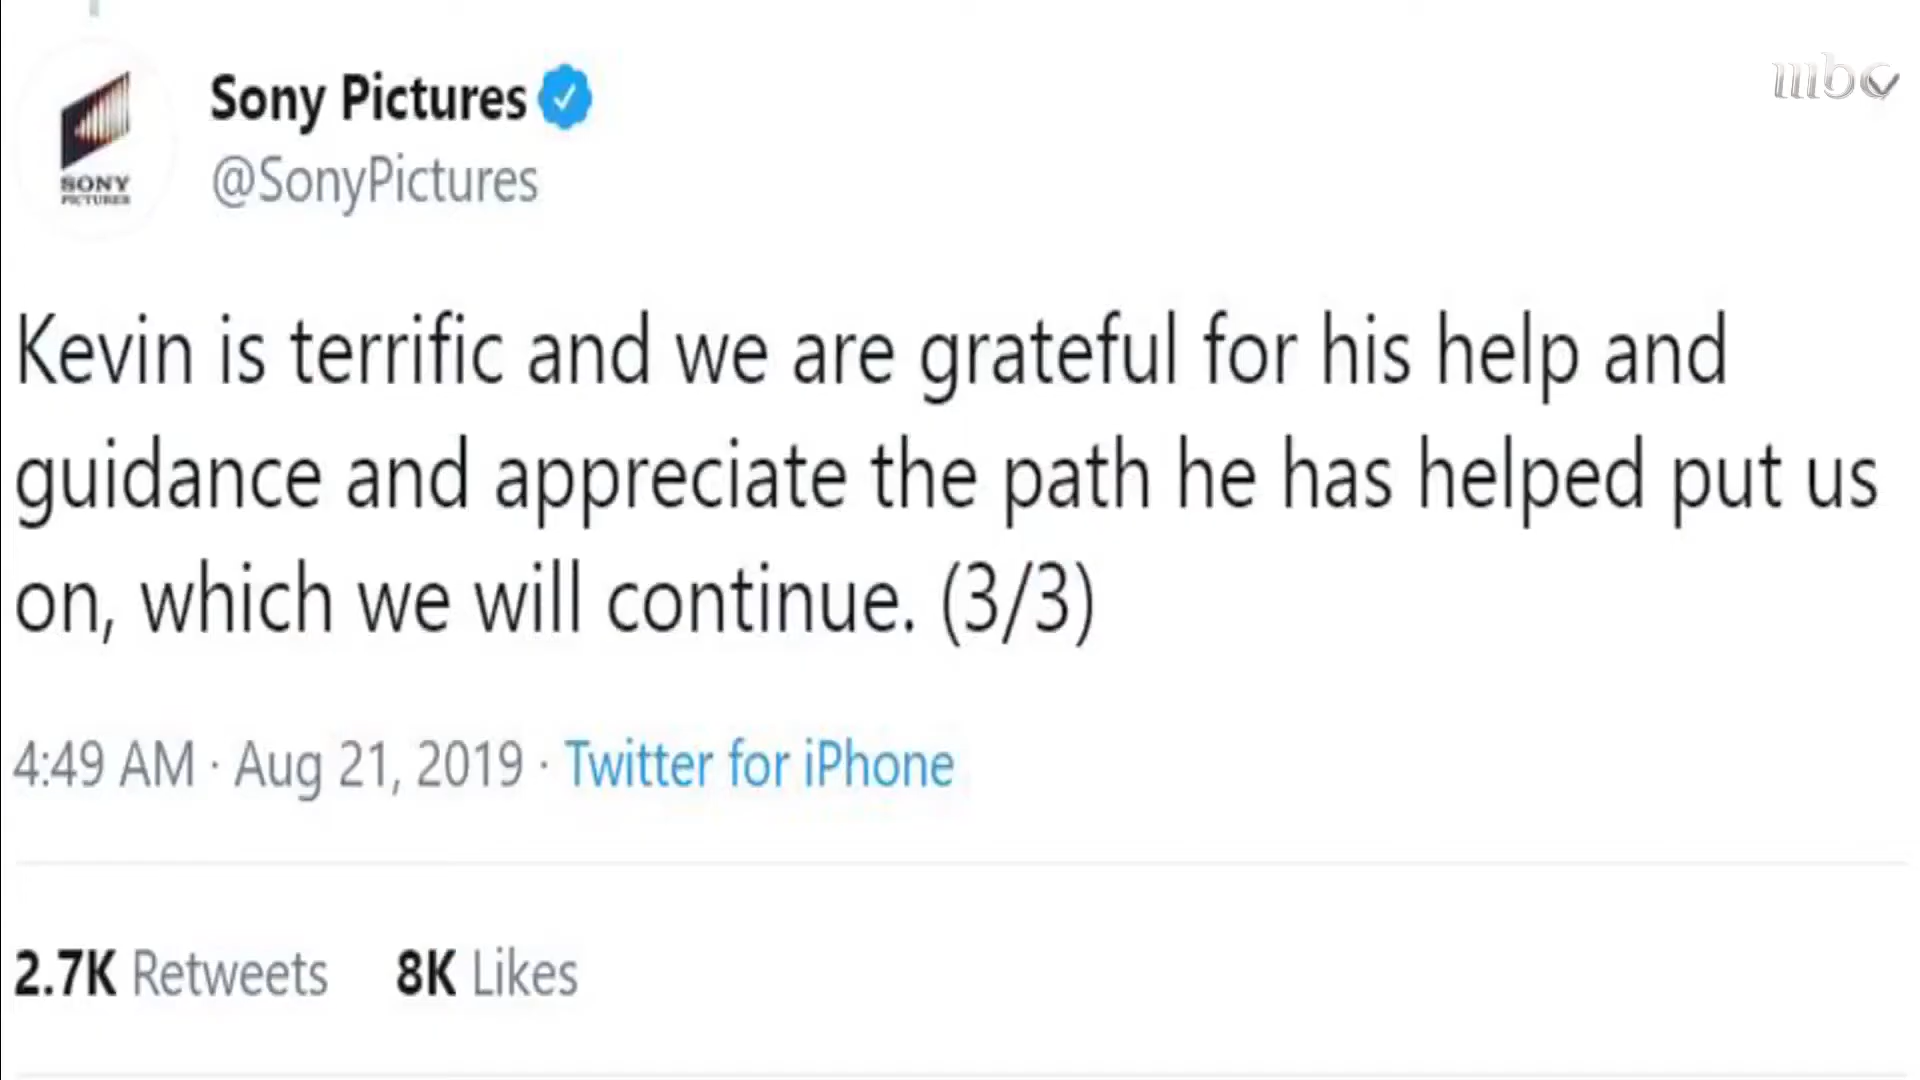 mbc
Sony Pictures
@SonyPictures
SONY
PICTURES
Kevin is terrific and we are grateful for his help and
guidance and appreciate the path he has helped put us
on, which we will continue. (3/3)
4:49 AM · Aug 21, 2019 · Twitter for iPhone
2.7K Retweets 8K Likes